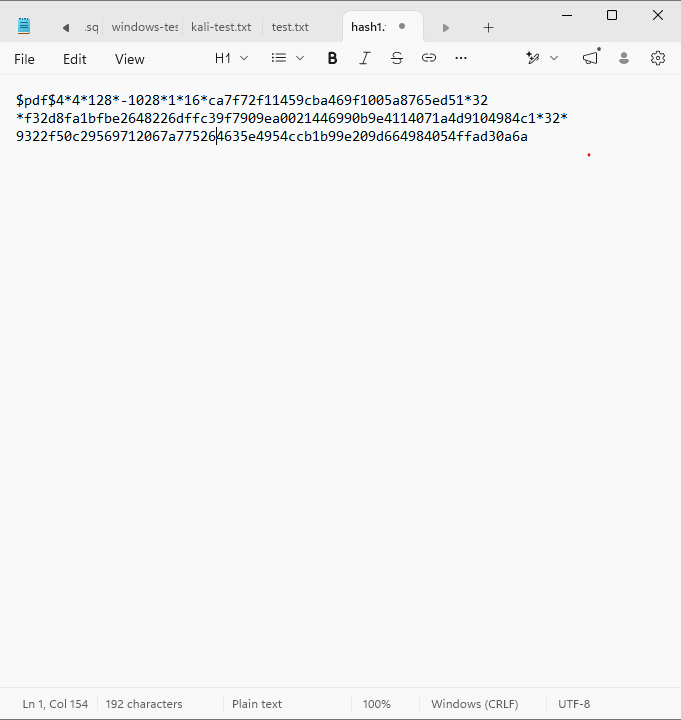 .sq windows-tes kali-test.txt test.txt hash1.
File Edit View H1 B I S
$pdf$4*4*128*-1028*1*16*ca7f72f11459cba469f1005a8765ed51*32
*f32d8fa1bfbe2648226dffc39f7909ea0021446990b9e4114071a4d9104984c1*32*
9322f50c29569712067a775264635e4954ccb1b99e209d664984054ffad30a6a
Ln 1, Col 154 192 characters Plain text 100% Windows (CRLF) UTF-8